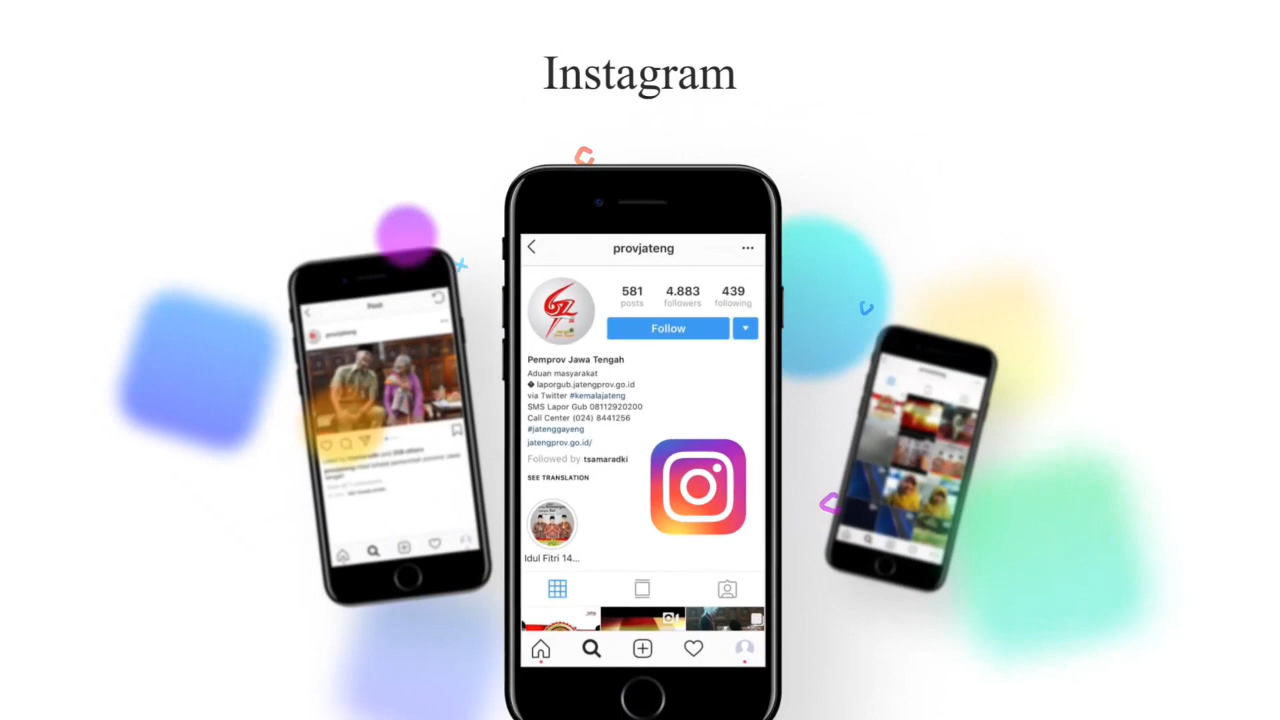 Instagram
provjateng
581 4.883 439
posts followers following
Follow
Pemprov Jawa Tengah
Aduan masyarakat
� laporgub.jatengprov.go.id
via Twitter #kemalajateng
SMS Lapor Gub 08112920200
Call Center (024) 8441256
#jatenggayeng
jatengprov.go.id/
Followed by tsamaradki
SEE TRANSLATION
Idul Fitri 14...
Post
provjateng
provjateng